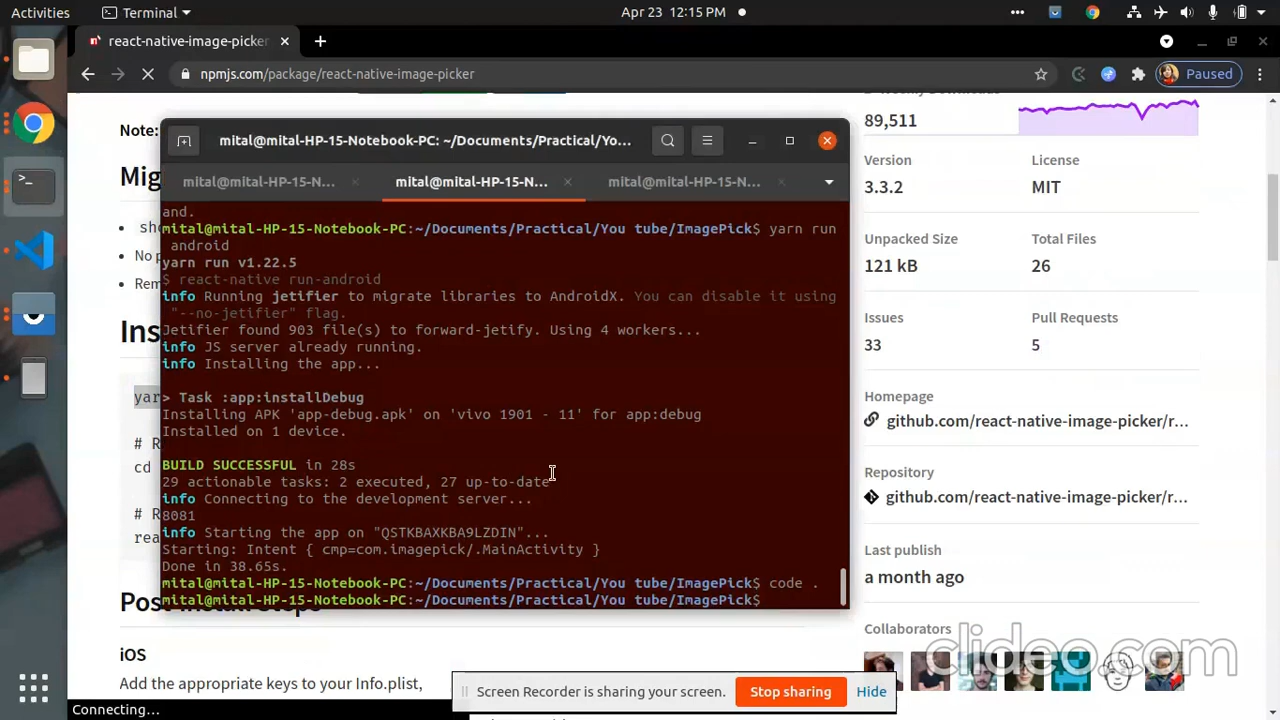 Activities
Terminal
Apr 23 12:15 PM
react-native-image-picker
npmjs.com/package/react-native-image-picker
Paused
Note:
89,511
mital@mital-HP-15-Notebook-PC: ~/Documents/Practical/Yo...
mital@mital-HP-15-N...
mital@mital-HP-15-N...
mital@mital-HP-15-N...
Version
License
3.3.2
MIT
and.
mital@mital-HP-15-Notebook-PC:~/Documents/Practical/You tube/ImagePick$ yarn run
android
yarn run v1.22.5
$ react-native run-android
info Running jetifier to migrate libraries to AndroidX. You can disable it using
"--no-jetifier" flag.
Jetifier found 903 file(s) to forward-jetify. Using 4 workers...
info JS server already running.
info Installing the app...
> Task :app:installDebug
Installing APK 'app-debug.apk' on 'vivo 1901 - 11' for app:debug
Installed on 1 device.
BUILD SUCCESSFUL in 28s
29 actionable tasks: 2 executed, 27 up-to-date
info Connecting to the development server...
8081
info Starting the app on "QSTKBAXKBA9LZDIN"...
Starting: Intent { cmp=com.imagepick/.MainActivity }
Done in 38.65s.
mital@mital-HP-15-Notebook-PC:~/Documents/Practical/You tube/ImagePick$ code .
mital@mital-HP-15-Notebook-PC:~/Documents/Practical/You tube/ImagePick$
Unpacked Size
Total Files
121 kB
26
Issues
Pull Requests
33
5
Homepage
github.com/react-native-image-picker/r...
Repository
github.com/react-native-image-picker/r...
Last publish
a month ago
Collaborators
# R
cd
# R
iOS
Add the appropriate keys to your Info.plist,
Screen Recorder is sharing your screen.
Stop sharing
Hide
Connecting...
clideo.com